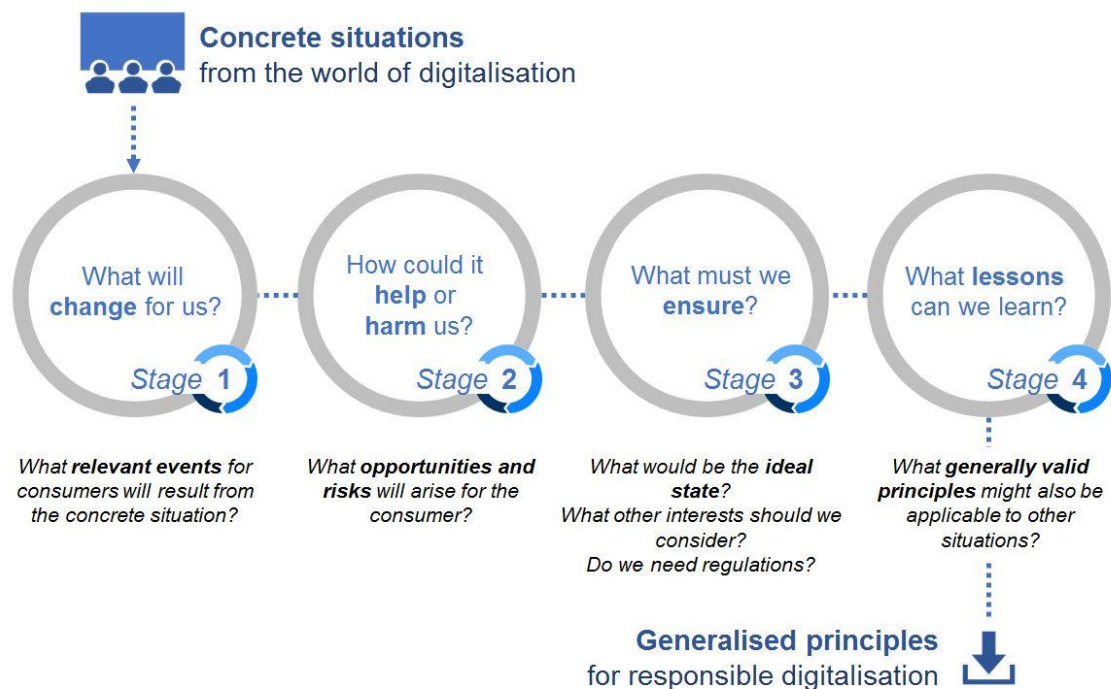 Concrete situations
from the world of digitalisation
What will
change for us?
Stage 1
How could it
help or
harm us?
Stage 2
What must we
ensure?
Stage 3
What lessons
can we learn?
Stage 4
What relevant events for
consumers will result from
the concrete situation?
What opportunities and
risks will arise for the
consumer?
What would be the ideal
state?
What other interests should we
consider?
Do we need regulations?
What generally valid
principles might also be
applicable to other
situations?
Generalised principles
for responsible digitalisation